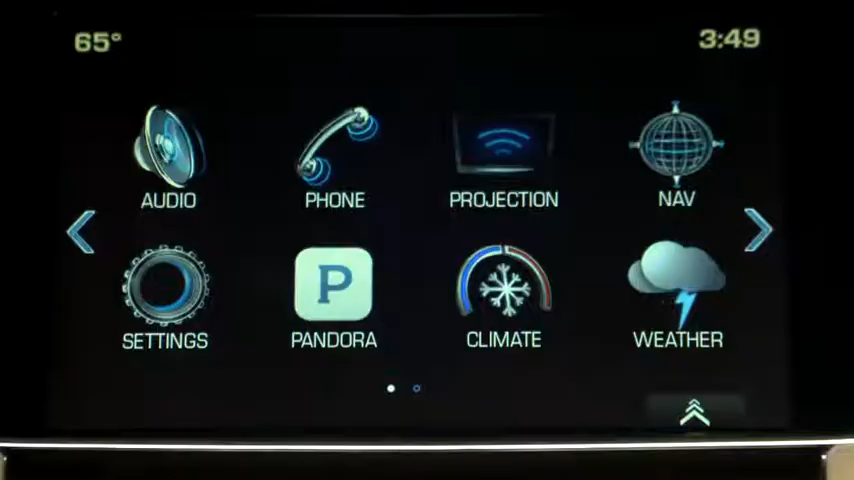 65°
3:49
AUDIO
PHONE
PROJECTION
NAV
P
SETTINGS
PANDORA
CLIMATE
WEATHER